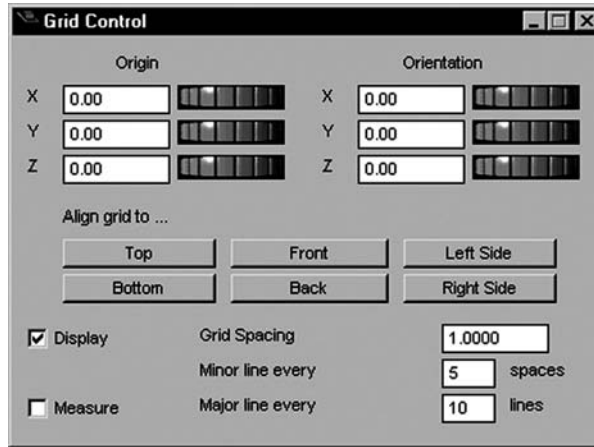 Grid Control
Origin Orientation
X 0.00 X 0.00
Y 0.00 Y 0.00
Z 0.00 Z 0.00
Align grid to ...
Top Front Left Side
Bottom Back Right Side
Display Grid Spacing 1.0000
Minor line every 5 spaces
Measure Major line every 10 lines